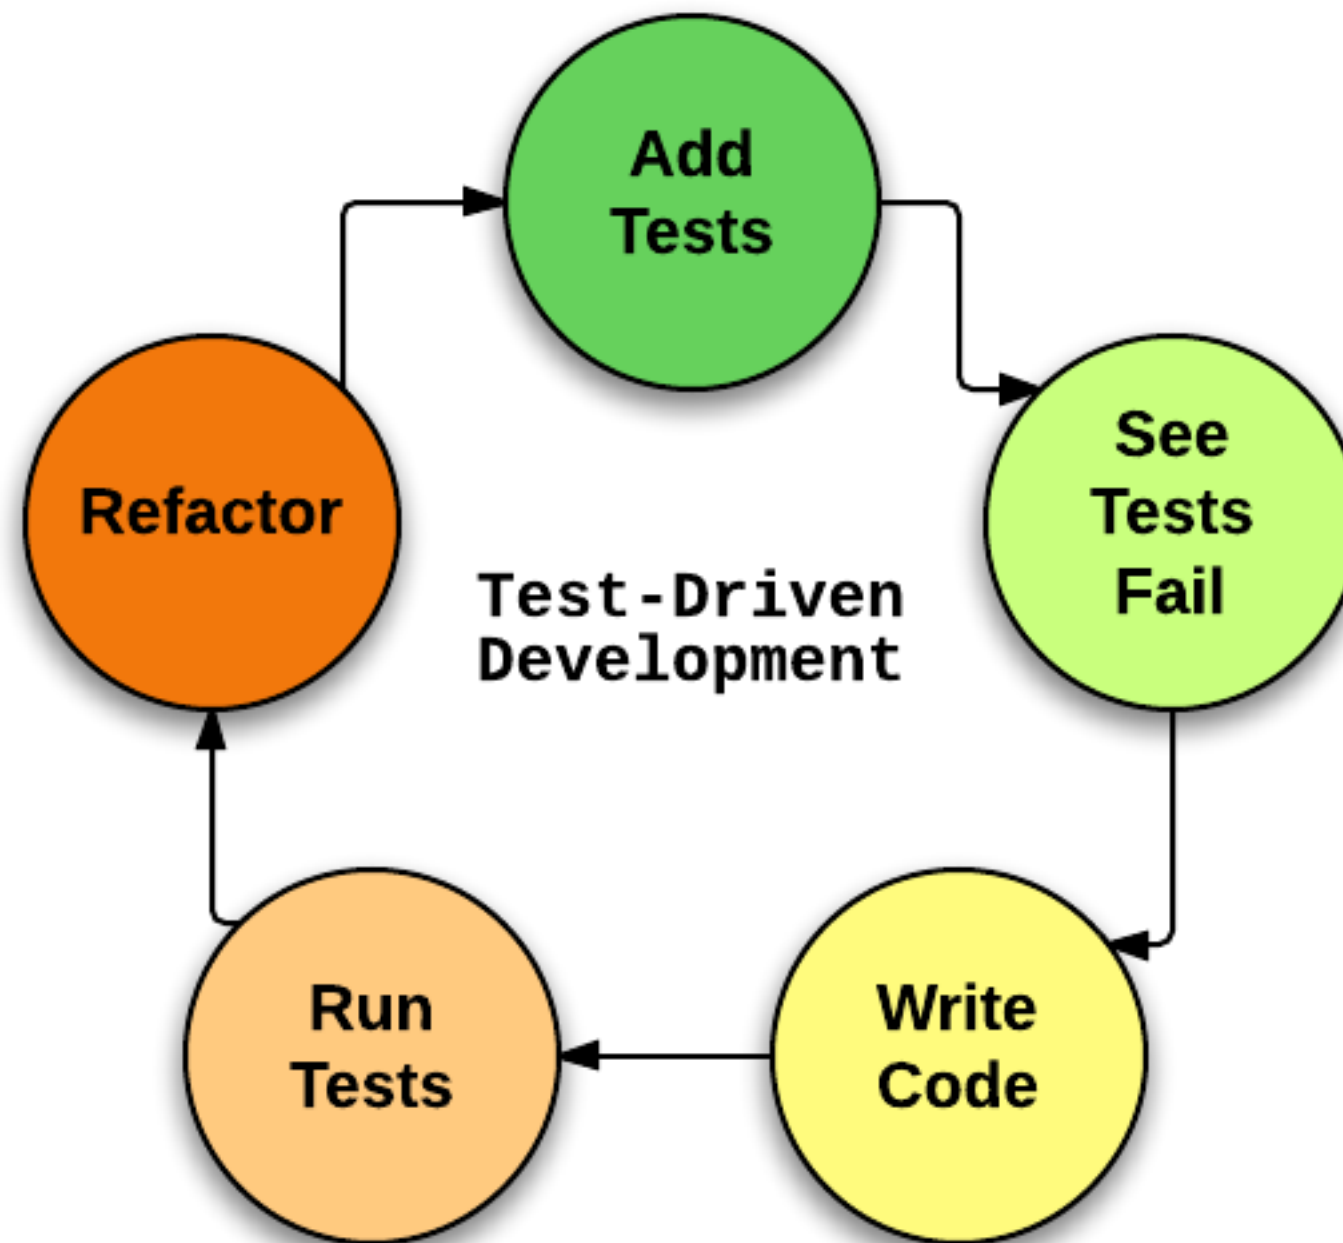 Add
Tests
See
Tests
Fail
Refactor
Test-Driven
Development
Run
Tests
Write
Code